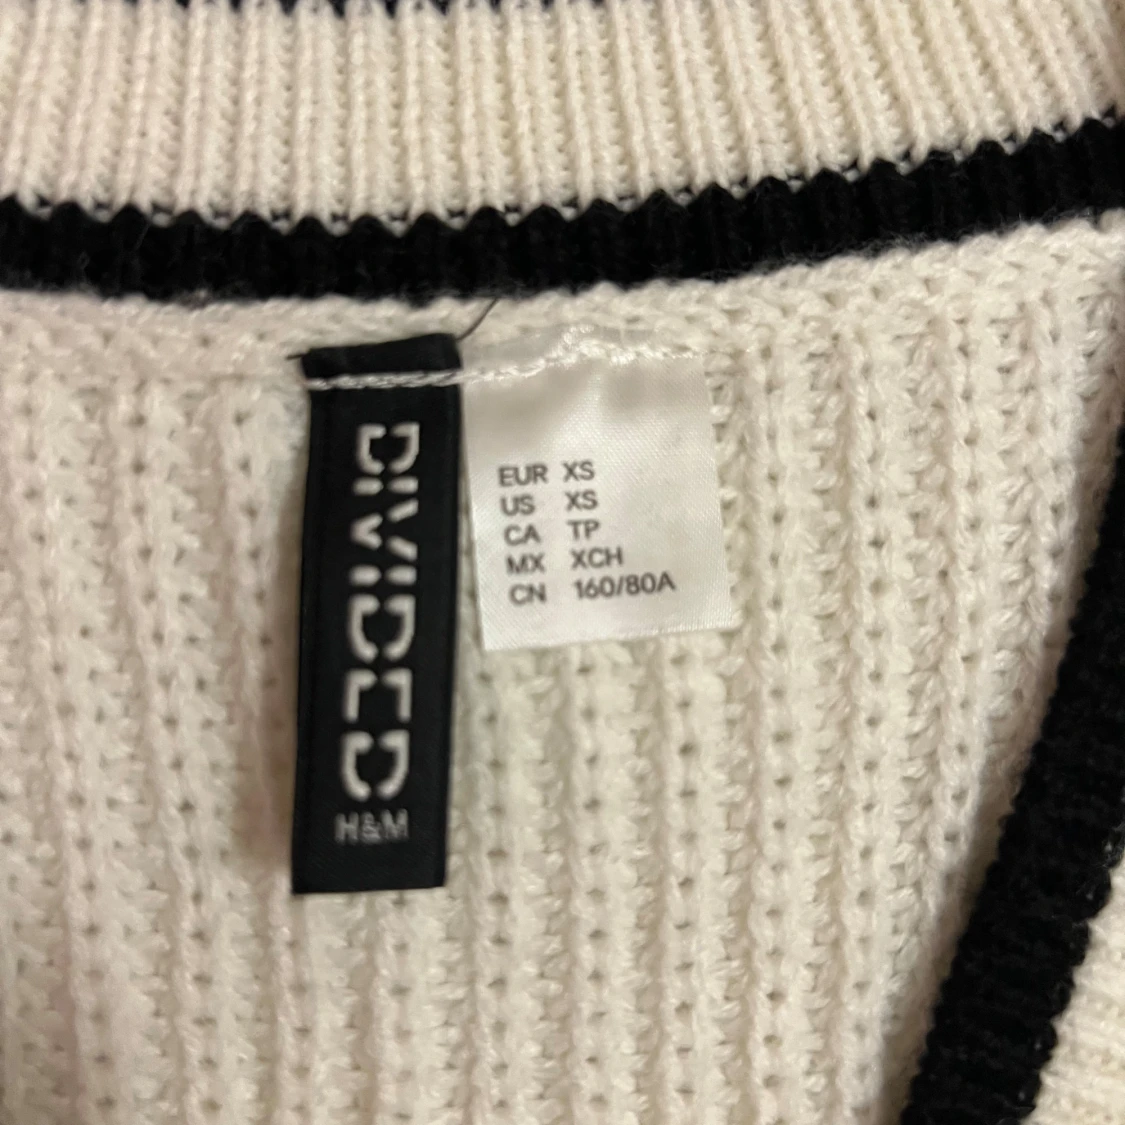 DIVIDED
H&M
EUR XS
US XS
CA TP
MX XCH
CN 160/80A